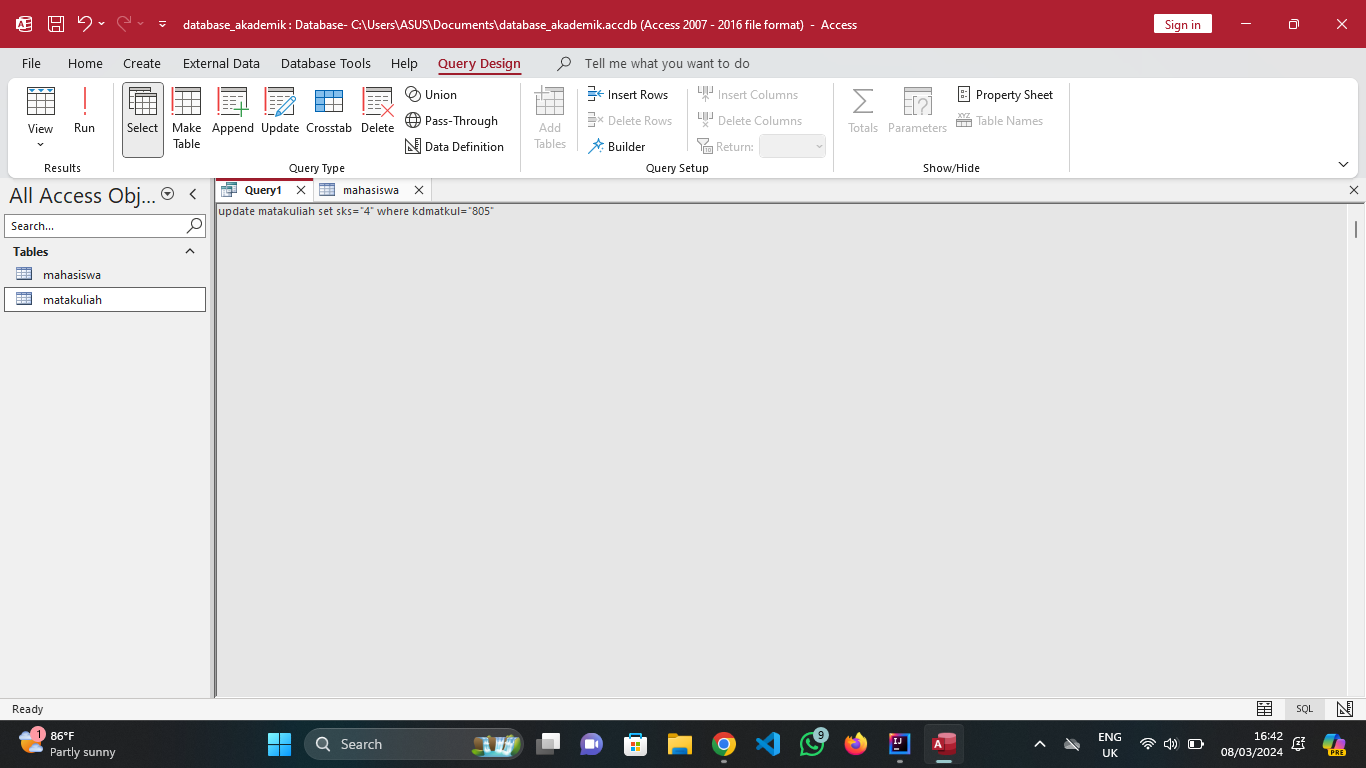 database_akademik : Database- C:\Users\ASUS\Documents\database_akademik.accdb (Access 2007 - 2016 file format) - Access
Sign in
File Home Create External Data Database Tools Help Query Design Tell me what you want to do
View
Run
Results
Select
Make Table
Append
Update
Crosstab
Delete
Union
Pass-Through
Data Definition
Query Type
Add Tables
Insert Rows
Delete Rows
Builder
Insert Columns
Delete Columns
Return:
Query Setup
Totals
Parameters
Property Sheet
XYZ Table Names
Show/Hide
All Access Obj...
Search...
Tables
mahasiswa
matakuliah
Query1
mahasiswa
update matakuliah set sks="4" where kdmatkul="805"
Ready
SQL
1
86°F
Partly sunny
Search
9
IJ
A
ENG
UK
16:42
08/03/2024
PRE